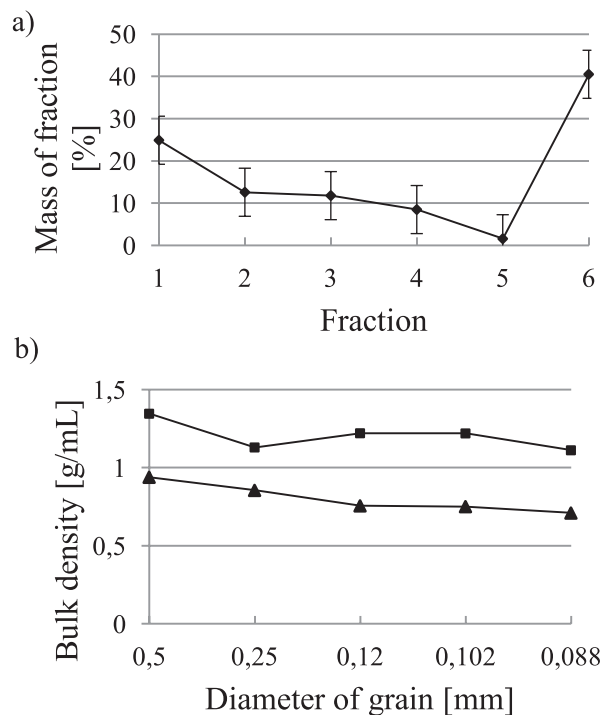 a)
Mass of fraction
[%]
50
40
30
20
10
0
1 2 3 4 5 6
Fraction
b)
Bulk density [g/mL]
1,5
1
0,5
0
0,5 0,25 0,12 0,102 0,088
Diameter of grain [mm]